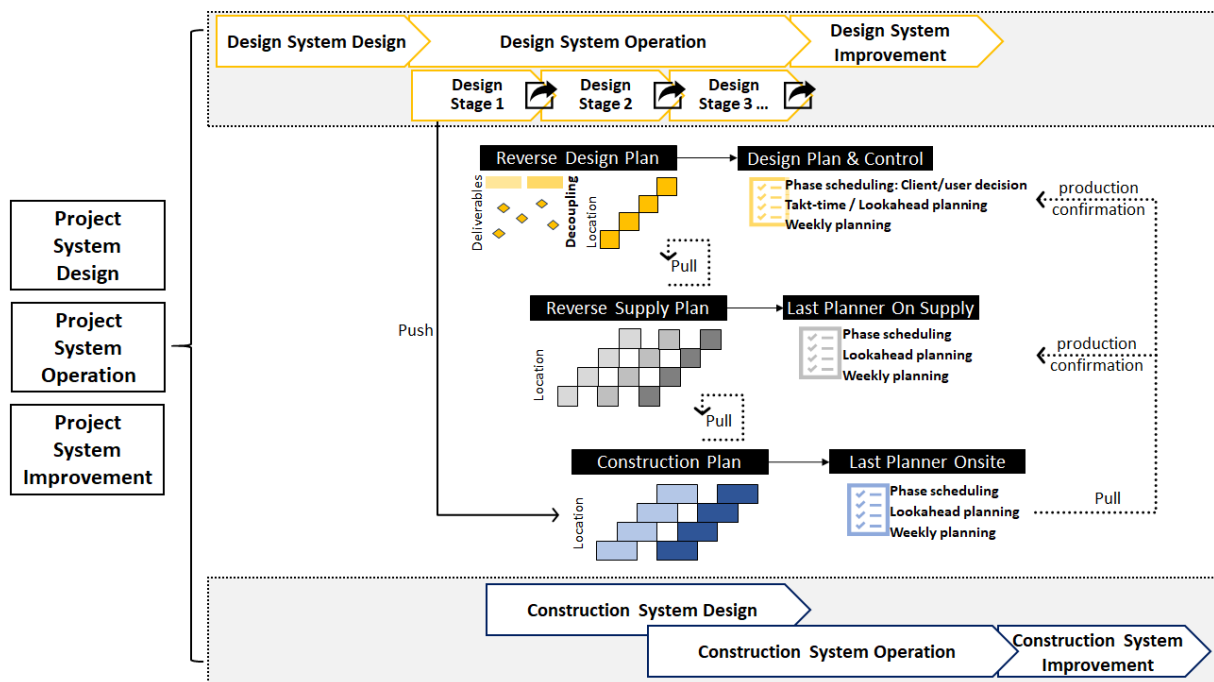 Design System Design
Design System Operation
Design System
Improvement
Design
Stage 1
Design
Stage 2
Design
Stage 3 ...
Project
System
Design
Project
System
Operation
Project
System
Improvement
Push
Reverse Design Plan
Deliverables
Decoupling
Location
Design Plan & Control
Phase scheduling: Client/user decision
Takt-time / Lookahead planning
Weekly planning
production
confirmation
Pull
Reverse Supply Plan
Location
Last Planner On Supply
Phase scheduling
Lookahead planning
Weekly planning
production
confirmation
Pull
Construction Plan
Location
Last Planner Onsite
Phase scheduling
Lookahead planning
Weekly planning
Pull
Construction System Design
Construction System Operation
Construction System
Improvement